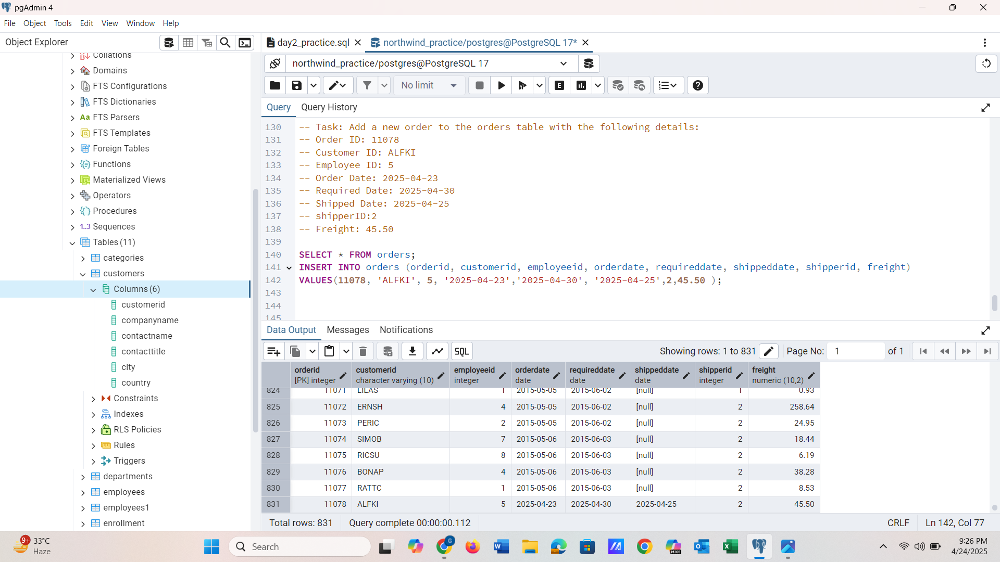 pgAdmin 4
File Object Tools Edit View Window Help
Object Explorer
day2_practice.sql
northwind_practice/postgres@PostgreSQL 17*
northwind_practice/postgres@PostgreSQL 17
No limit
E
Query Query History
Collations
Domains
FTS Configurations
FTS Dictionaries
Aa FTS Parsers
FTS Templates
Foreign Tables
Functions
Materialized Views
Operators
Procedures
1..3 Sequences
Tables (11)
categories
customers
Columns (6)
customerid
companyname
contactname
contacttitle
city
country
Constraints
Indexes
RLS Policies
Rules
Triggers
departments
employees
employees1
enrollment
130 -- Task: Add a new order to the orders table with the following details:
131 -- Order ID: 11078
132 -- Customer ID: ALFKI
133 -- Employee ID: 5
134 -- Order Date: 2025-04-23
135 -- Required Date: 2025-04-30
136 -- Shipped Date: 2025-04-25
137 -- shipperID:2
138 -- Freight: 45.50
139
140 SELECT * FROM orders;
141 INSERT INTO orders (orderid, customerid, employeeid, orderdate, requireddate, shippeddate, shipperid, freight)
142 VALUES(11078, 'ALFKI', 5, '2025-04-23','2025-04-30', '2025-04-25',2,45.50 );
143
144
145
Data Output Messages Notifications
SQL
Showing rows: 1 to 831 Page No: 1 of 1
orderid customerid employeeid orderdate requireddate shippeddate shipperid freight
[PK] integer character varying (10) integer date date date integer numeric (10,2)
824 11071 LILAS 1 2015-05-05 2015-06-02 [null] 1 0.93
825 11072 ERNSH 4 2015-05-05 2015-06-02 [null] 2 258.64
826 11073 PERIC 2 2015-05-05 2015-06-02 [null] 2 24.95
827 11074 SIMOB 7 2015-05-06 2015-06-03 [null] 2 18.44
828 11075 RICSU 8 2015-05-06 2015-06-03 [null] 2 6.19
829 11076 BONAP 4 2015-05-06 2015-06-03 [null] 2 38.28
830 11077 RATTC 1 2015-05-06 2015-06-03 [null] 2 8.53
831 11078 ALFKI 5 2025-04-23 2025-04-30 2025-04-25 2 45.50
Total rows: 831 Query complete 00:00:00.112 CRLF Ln 142, Col 77
9+ 33°C
Haze
Search
G
W
M365
9:26 PM
4/24/2025